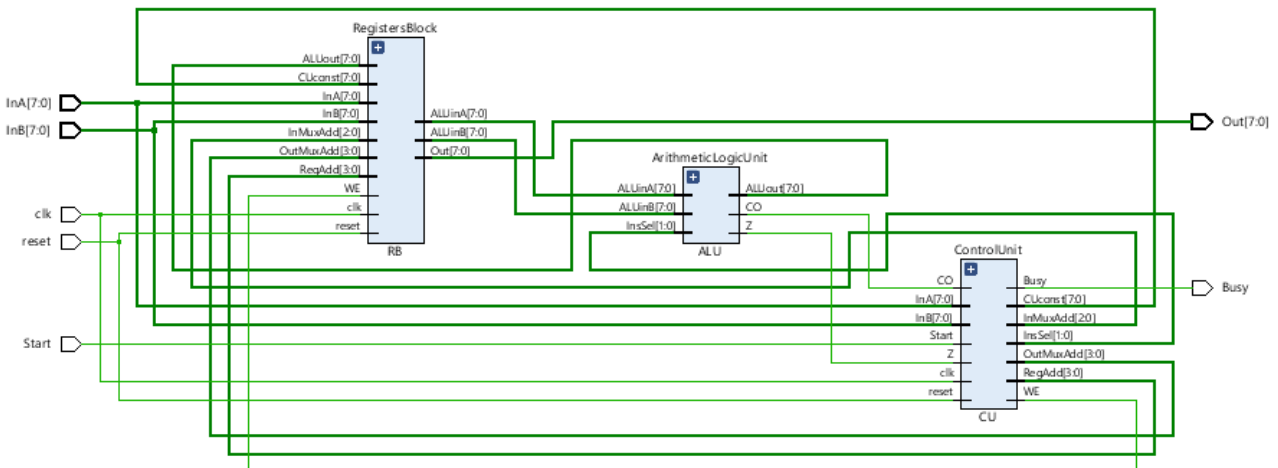 RegistersBlock
ALUout[7:0]
CUconst[7:0]
InA[7:0]
InB[7:0]
InMuxAdd[2:0]
OutMuxAdd[3:0]
RegAdd[3:0]
WE
clk
reset
ALUinA[7:0]
ALUinB[7:0]
Out[7:0]
RB
InA[7:0]
InB[7:0]
clk
reset
Start
ArithmeticLogicUnit
ALUinA[7:0]
ALUinB[7:0]
InsSel[1:0]
ALUout[7:0]
CO
Z
ALU
ControlUnit
CO
InA[7:0]
InB[7:0]
Start
Z
clk
reset
Busy
CUconst[7:0]
InMuxAdd[2:0]
InsSel[1:0]
OutMuxAdd[3:0]
RegAdd[3:0]
WE
CU
Out[7:0]
Busy